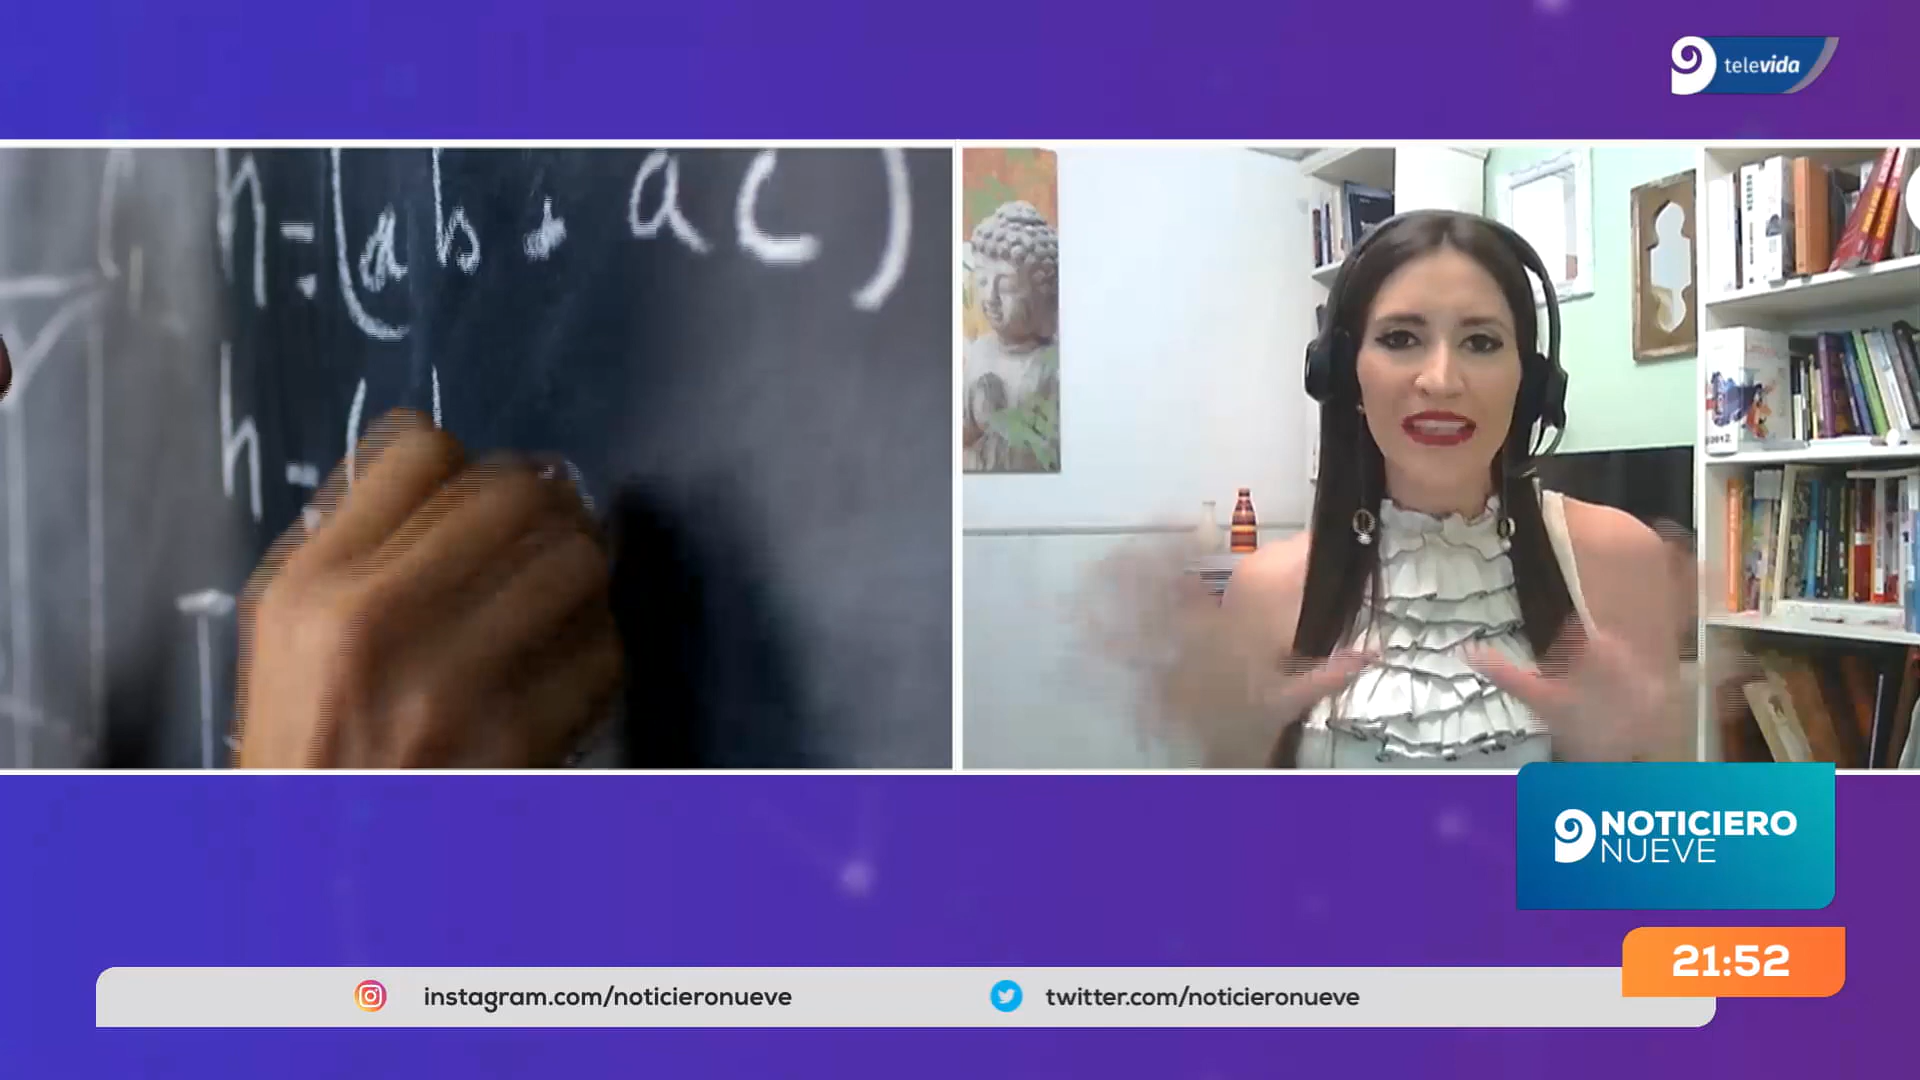 televida
h = (ab + ac)
h = (
NOTICIERO
NUEVE
21:52
instagram.com/noticieronueve
twitter.com/noticieronueve